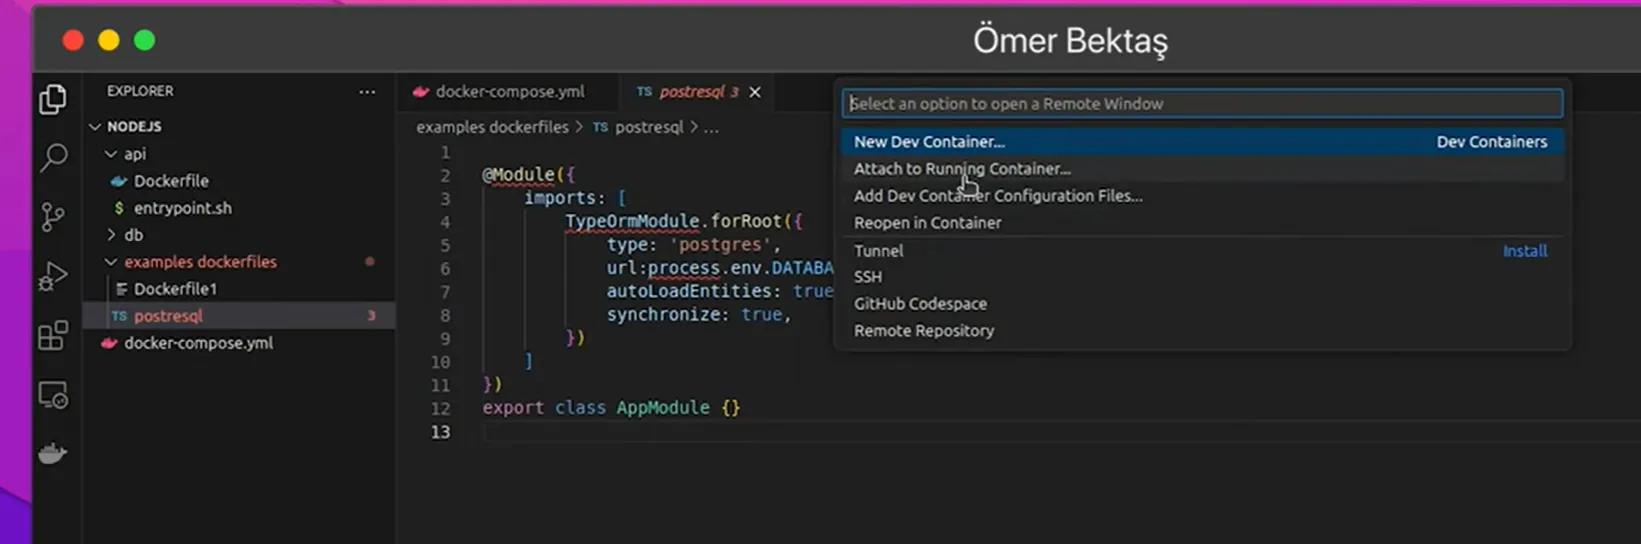 Ömer Bektaş
EXPLORER ...
NODEJS
api
Dockerfile
$ entrypoint.sh
db
examples dockerfiles
Dockerfile1
TS postresql 3
docker-compose.yml
docker-compose.yml TS postresql 3
examples dockerfiles > TS postresql > ...
1
2 @Module({
3 imports: [
4 TypeOrmModule.forRoot({
5 type: 'postgres',
6 url:process.env.DATABA
7 autoLoadEntities: true
8 synchronize: true,
9 })
10 ]
11 })
12 export class AppModule {}
13
Select an option to open a Remote Window
New Dev Container... Dev Containers
Attach to Running Container...
Add Dev Container Configuration Files...
Reopen in Container
Tunnel Install
SSH
GitHub Codespace
Remote Repository